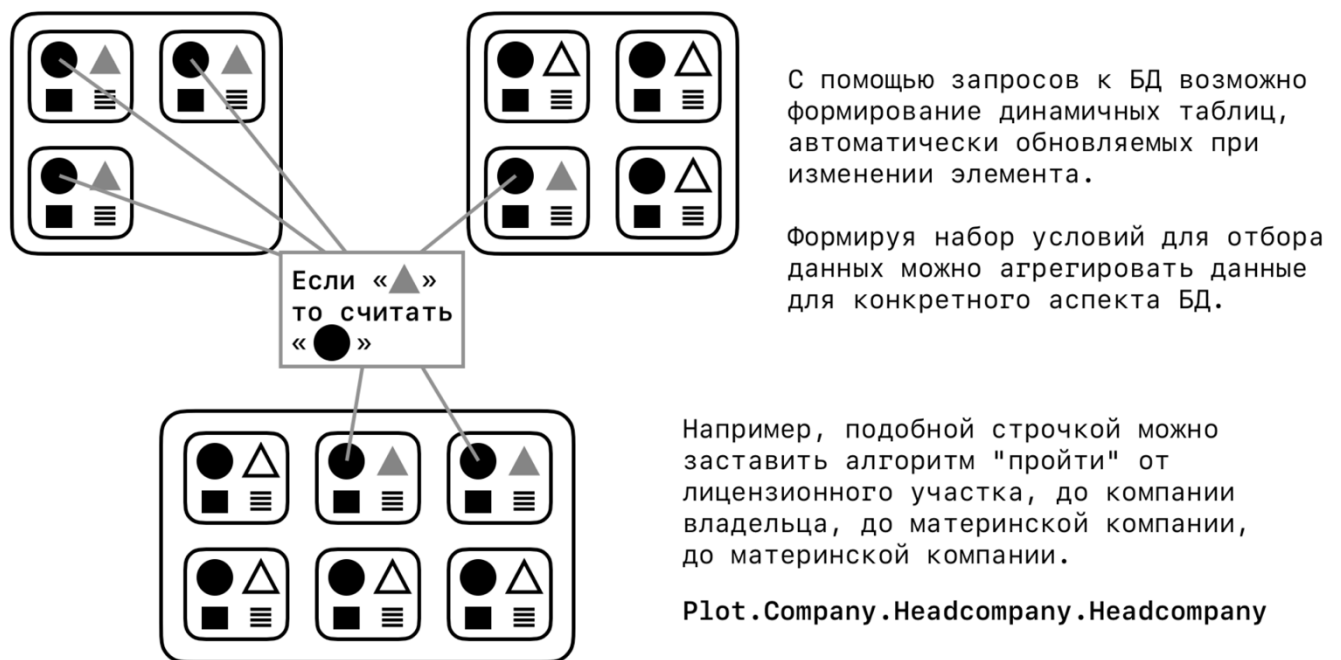 С помощью запросов к БД возможно
формирование динамичных таблиц,
автоматически обновляемых при
изменении элемента.
Формируя набор условий для отбора
данных можно агрегировать данные
для конкретного аспекта БД.
Если «▲»
то считать
«●»
Например, подобной строчкой можно
заставить алгоритм "пройти" от
лицензионного участка, до компании
владельца, до материнской компании,
до материнской компании.
Plot.Company.Headcompany.Headcompany